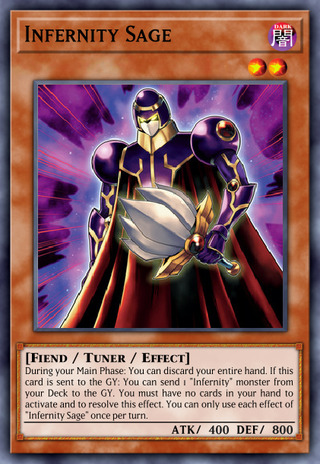 Infernity Sage
DARK
闇
[Fiend / Tuner / Effect]
During your Main Phase: You can discard your entire hand. If this
card is sent to the GY: You can send 1 "Infernity" monster from
your Deck to the GY. You must have no cards in your hand to
activate and to resolve this effect. You can only use each effect of
"Infernity Sage" once per turn.
ATK/ 400 DEF/ 800